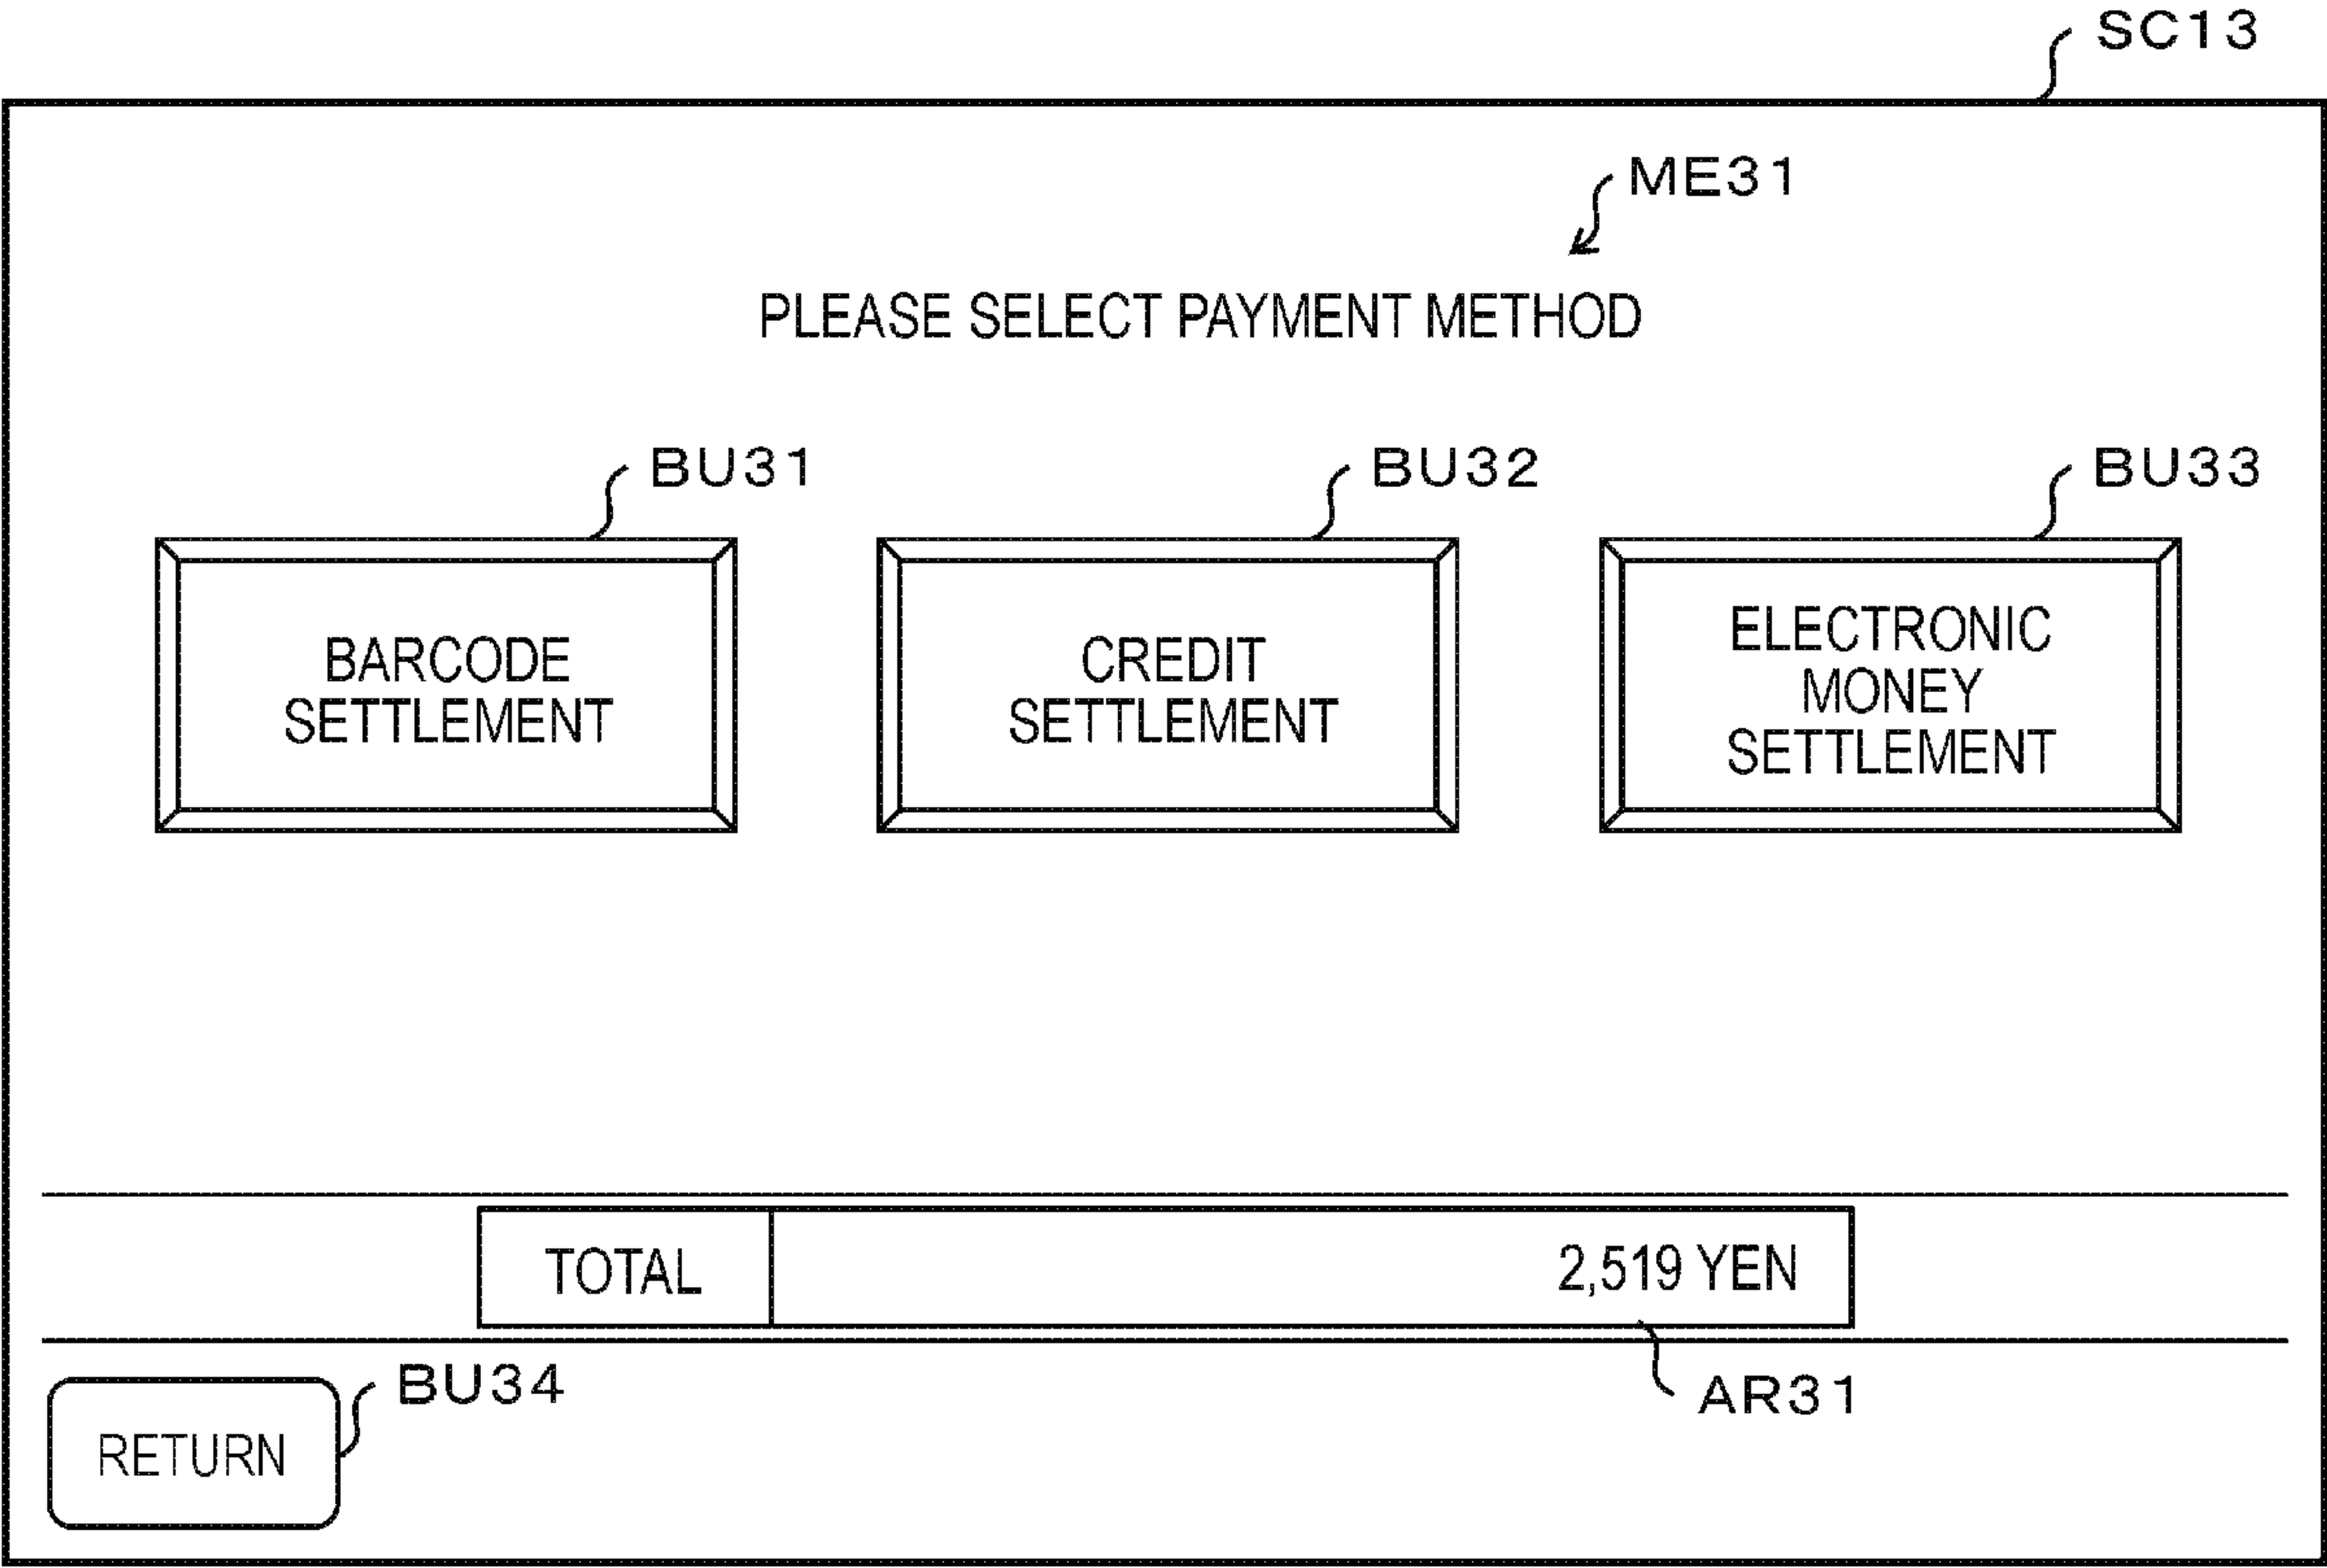 SC13
ME31
PLEASE SELECT PAYMENT METHOD
BU31
BU32
BU33
BARCODE
SETTLEMENT
CREDIT
SETTLEMENT
ELECTRONIC
MONEY
SETTLEMENT
TOTAL
2,519 YEN
BU34
AR31
RETURN